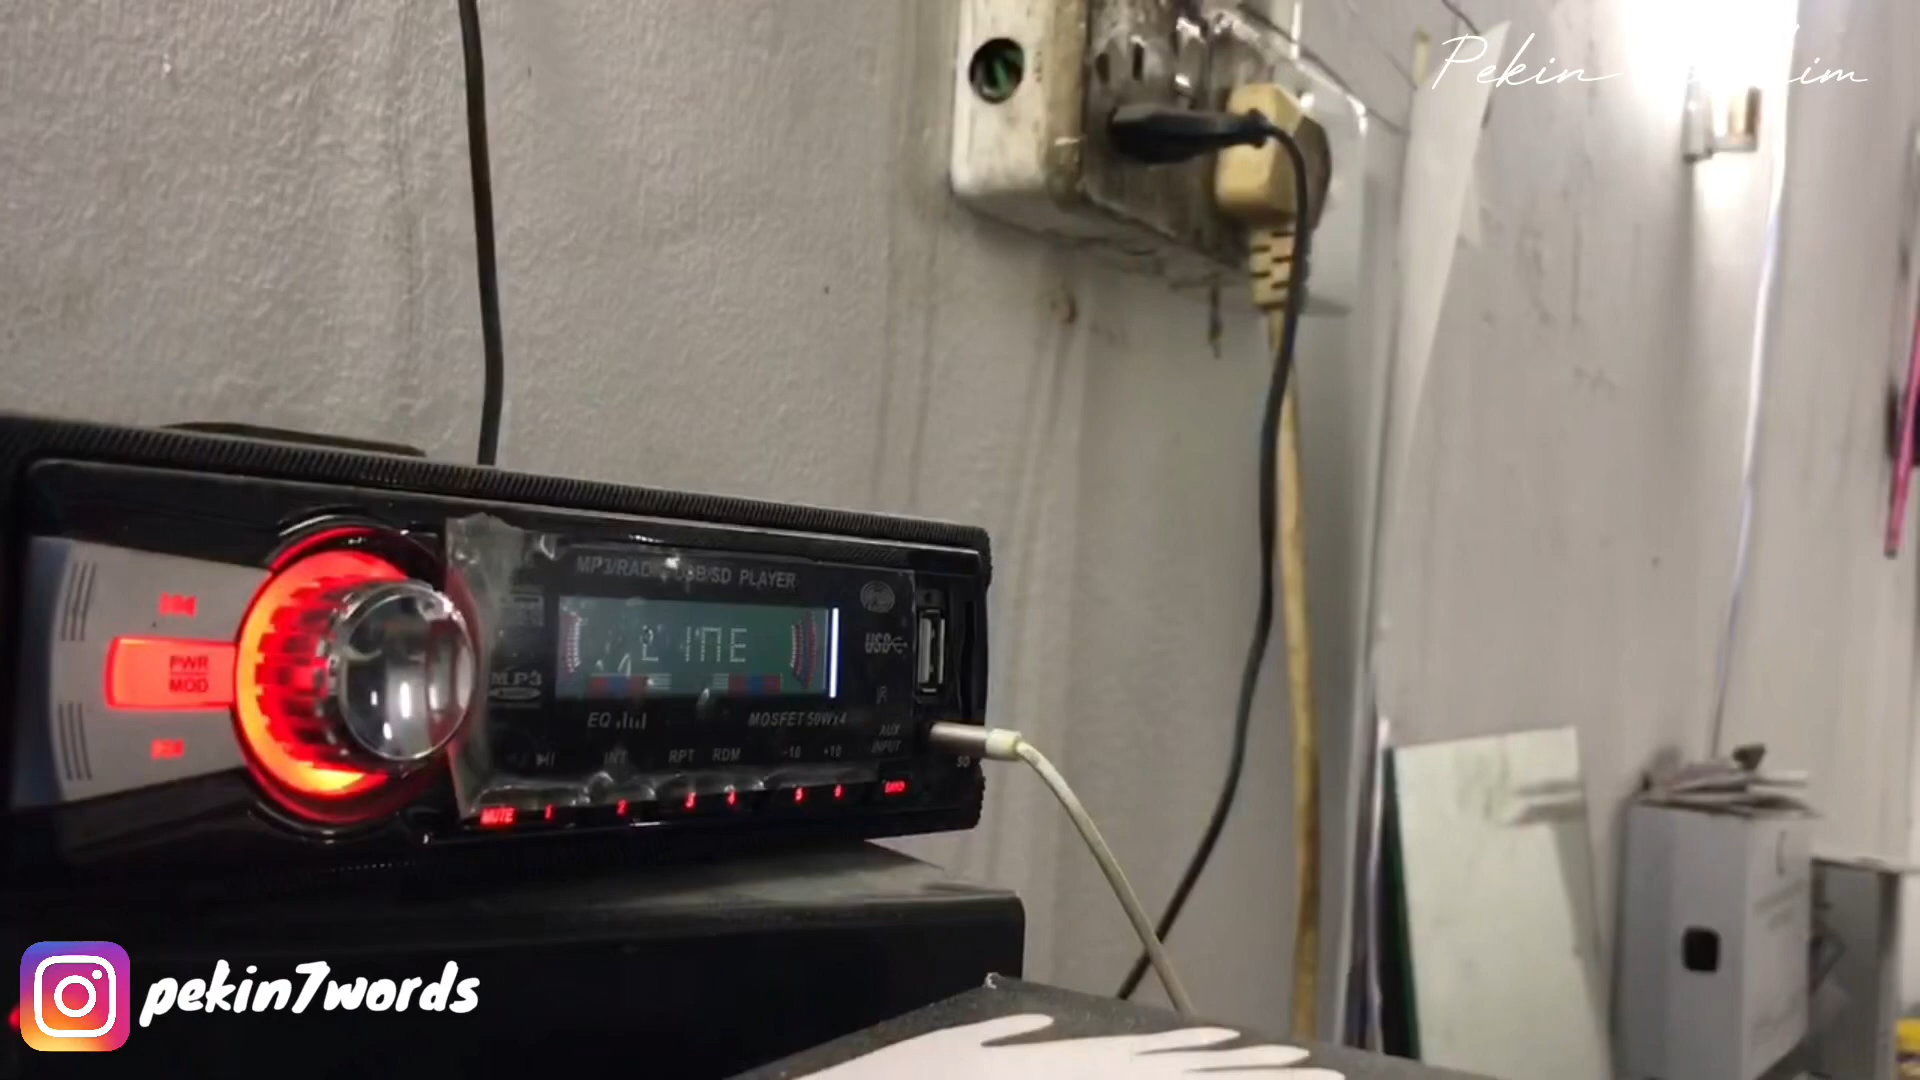 Pekin
MP3/RADIO/USB/SD PLAYER
PWR
MOD
USB
MP3
IR
EQ
MOSFET 50Wx4
AUX
INPUT
INT
RPT
RDM
-10
+10
SD
MUTE
1
2
3
4
5
6
pekin7words